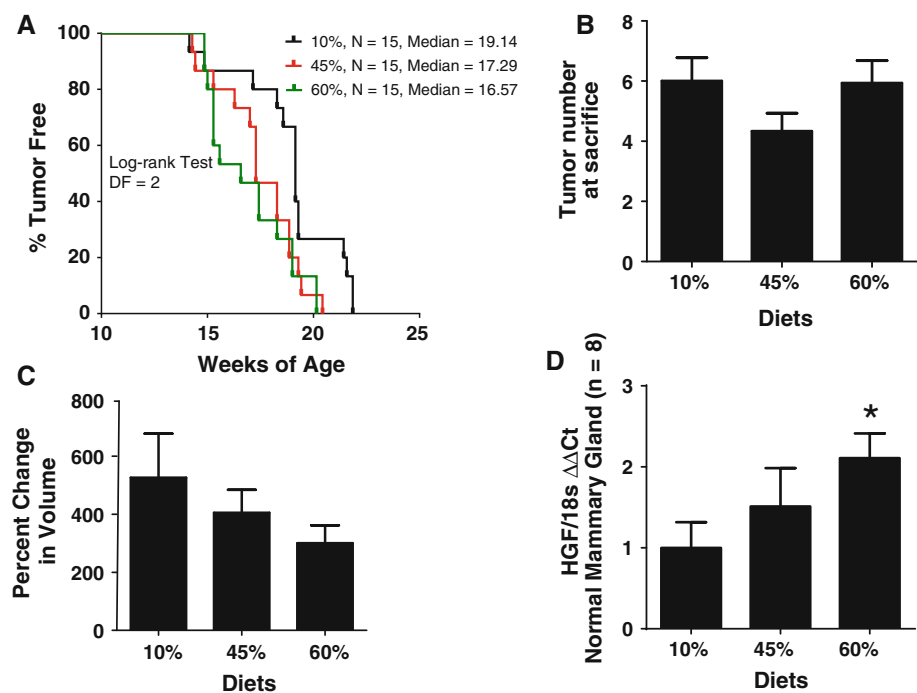 A
10%, N = 15, Median = 19.14
45%, N = 15, Median = 17.29
60%, N = 15, Median = 16.57
Log-rank Test
DF = 2
% Tumor Free
100
80
60
40
20
0
10
15
20
25
Weeks of Age
B
Tumor number
at sacrifice
8
6
4
2
0
10%
45%
60%
Diets
C
Percent Change
in Volume
800
600
400
200
0
10%
45%
60%
Diets
D
HGF/18s ΔΔCt
Normal Mammary Gland (n = 8)
3
2
1
0
*
10%
45%
60%
Diets